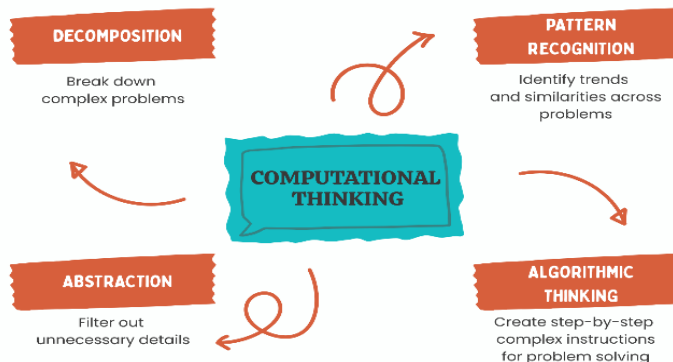 DECOMPOSITION
Break down
complex problems
PATTERN
RECOGNITION
Identify trends
and similarities across
problems
COMPUTATIONAL
THINKING
ABSTRACTION
Filter out
unnecessary details
ALGORITHMIC
THINKING
Create step-by-step
complex instructions
for problem solving